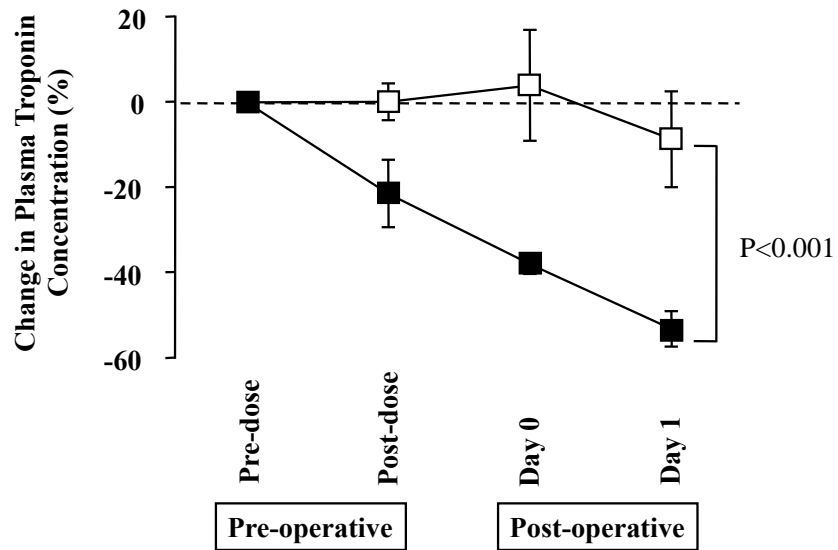 Change in Plasma Troponin
Concentration (%)
20
0
-20
-40
-60
P<0.001
Pre-dose
Post-dose
Day 0
Day 1
Pre-operative
Post-operative